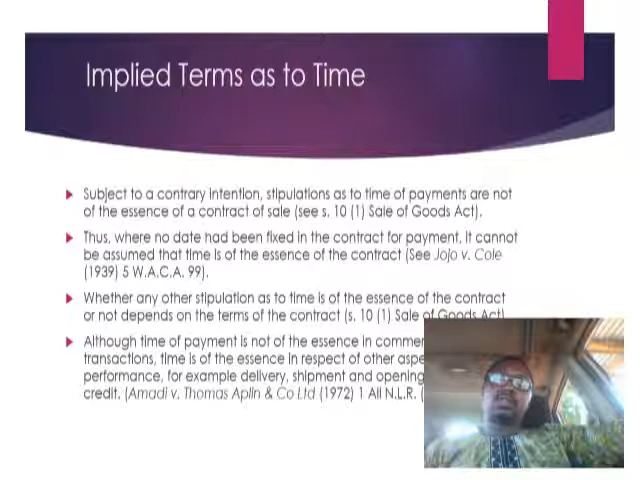 Implied Terms as to Time
Subject to a contrary intention, stipulations as to time of payments are not
of the essence of a contract of sale (see s. 10 (1) Sale of Goods Act).
Thus, where no date had been fixed in the contract for payment, it cannot
be assumed that time is of the essence of the contract (See Jojo v. Cole
(1939) 5 W.A.C.A. 99).
Whether any other stipulation as to time is of the essence of the contract
or not depends on the terms of the contract (s. 10 (1) Sale of Goods Act)
Although time of payment is not of the essence in
transactions, time is of the essence in respect of other
performance, for example delivery, shipment and opening
credit. (Amadi v. Thomas Aplin & Co Ltd (1972) 1 All N.L.R. (